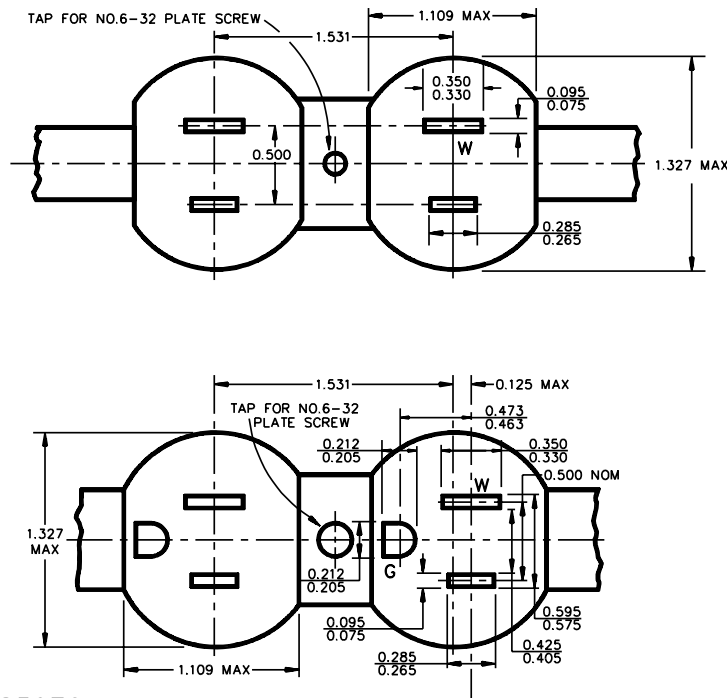 TAP FOR NO.6-32 PLATE SCREW
1.109 MAX
1.531
0.350
0.330
0.095
0.075
W
0.500
1.327 MAX
0.285
0.265
1.531
0.125 MAX
TAP FOR NO.6-32
PLATE SCREW
0.473
0.463
0.212
0.205
0.350
0.330
W
0.500 NOM
1.327
MAX
G
0.212
0.205
0.095
0.075
0.595
0.575
0.425
0.405
0.285
0.265
1.109 MAX